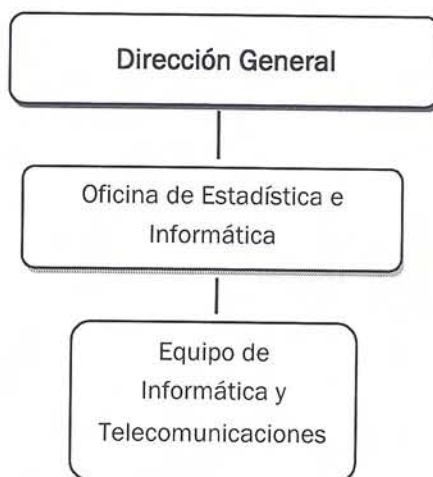 Dirección General
Oficina de Estadística e
Informática
Equipo de
Informática y
Telecomunicaciones